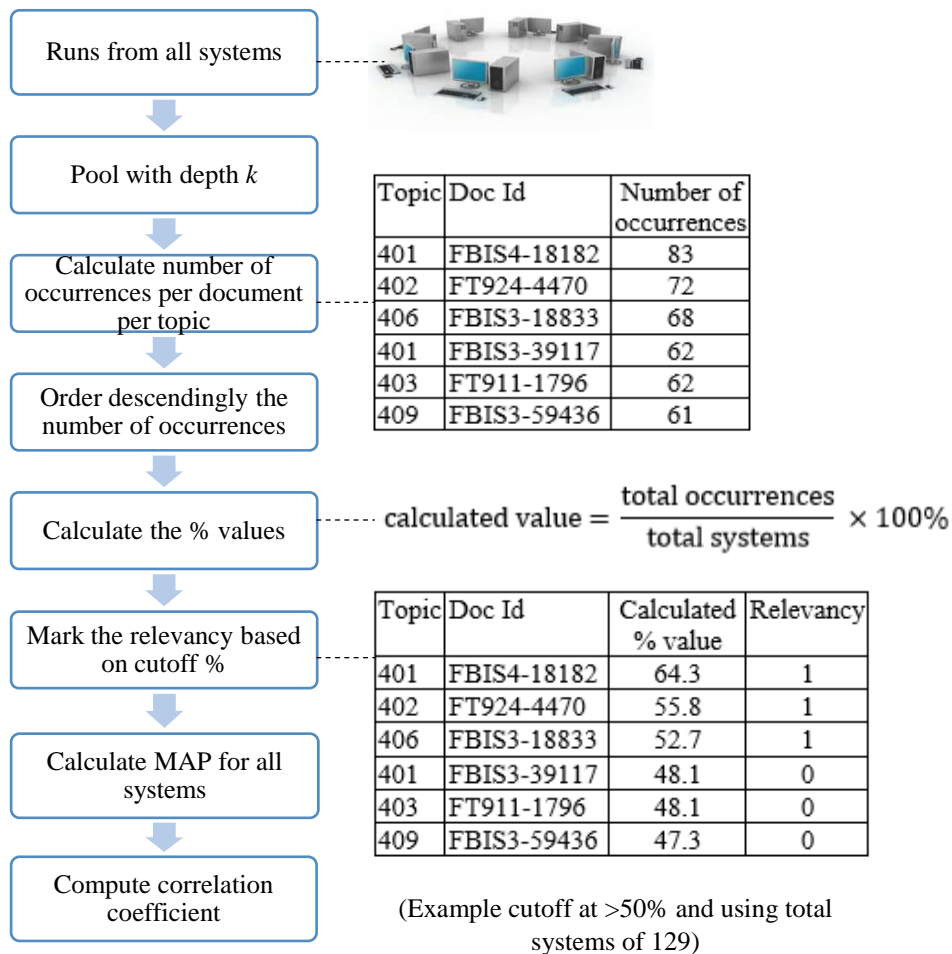 Runs from all systems
Pool with depth k
Calculate number of
occurrences per document
per topic
Order descendingly the
number of occurrences
Calculate the % values
Mark the relevancy based
on cutoff %
Calculate MAP for all
systems
Compute correlation
coefficient
Topic Doc Id Number of
occurrences
401 FBIS4-18182 83
402 FT924-4470 72
406 FBIS3-18833 68
401 FBIS3-39117 62
403 FT911-1796 62
409 FBIS3-59436 61
calculated value = total occurrences / total systems × 100%
Topic Doc Id Calculated Relevancy
% value
401 FBIS4-18182 64.3 1
402 FT924-4470 55.8 1
406 FBIS3-18833 52.7 1
401 FBIS3-39117 48.1 0
403 FT911-1796 48.1 0
409 FBIS3-59436 47.3 0
(Example cutoff at >50% and using total
systems of 129)